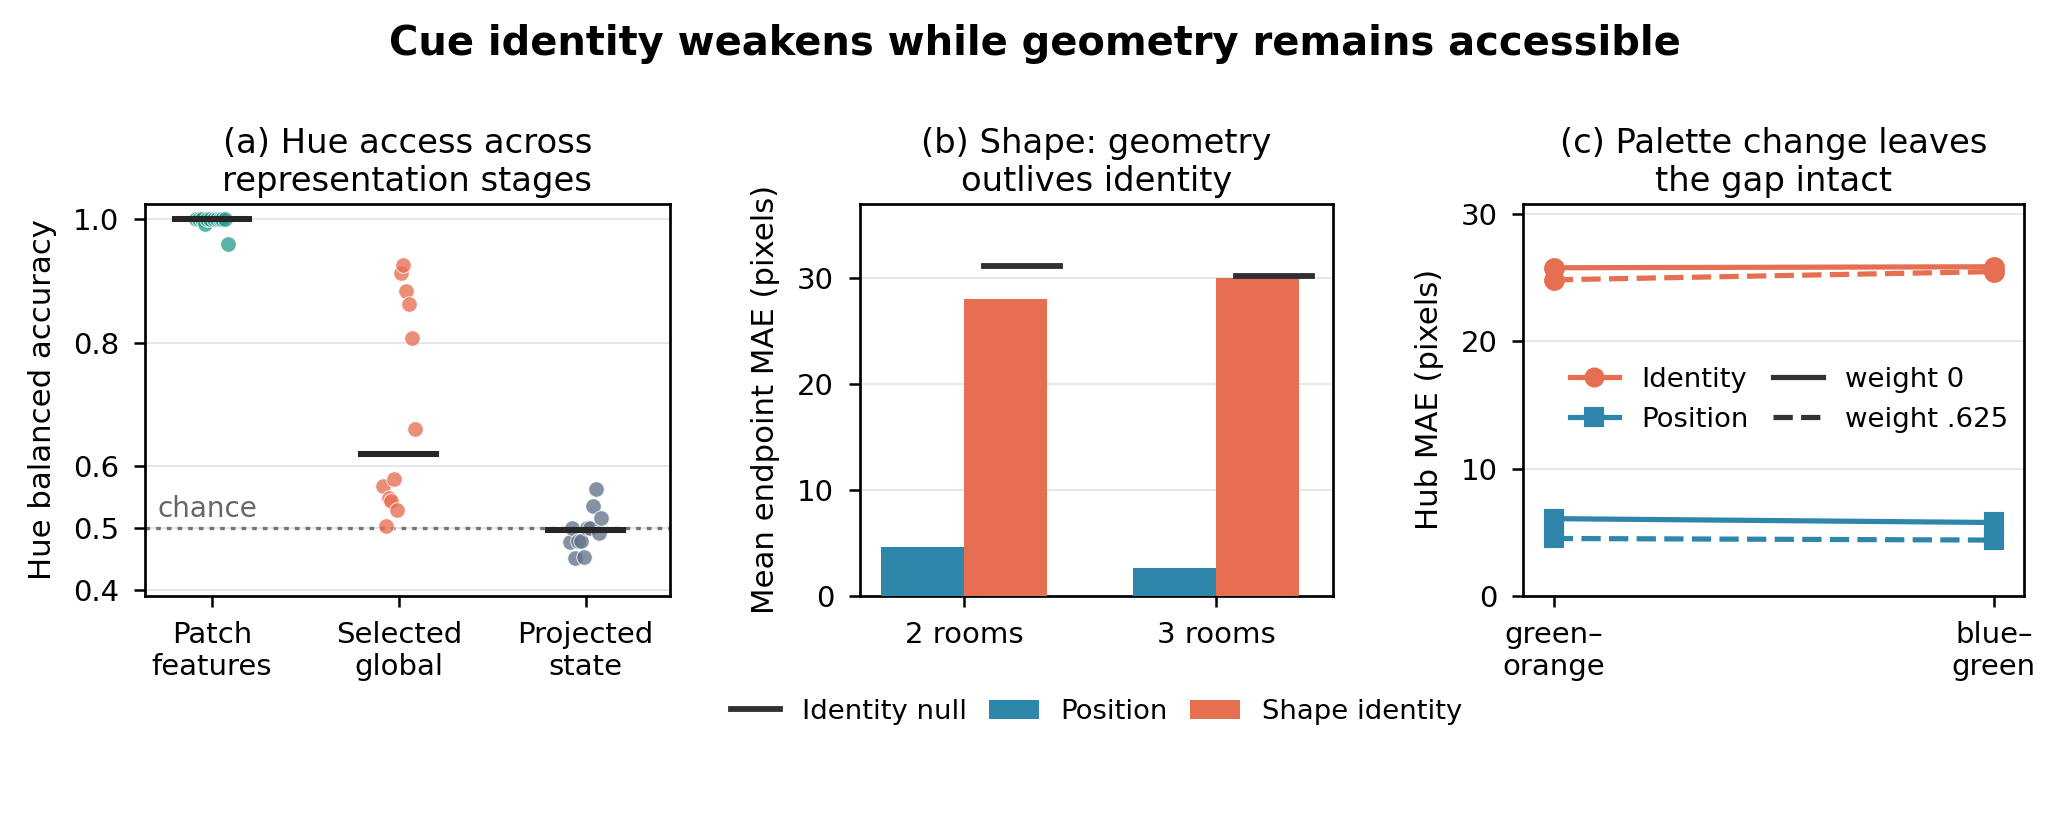 Cue identity weakens while geometry remains accessible
(a) Hue access across
representation stages
Hue balanced accuracy
1.0
0.8
0.6
0.5
0.4
chance
Patch
features
Selected
global
Projected
state
(b) Shape: geometry
outlives identity
Mean endpoint MAE (pixels)
30
20
10
0
2 rooms
3 rooms
Identity null
Position
Shape identity
(c) Palette change leaves
the gap intact
Hub MAE (pixels)
30
20
10
0
Identity
Position
weight 0
weight .625
green–
orange
blue–
green